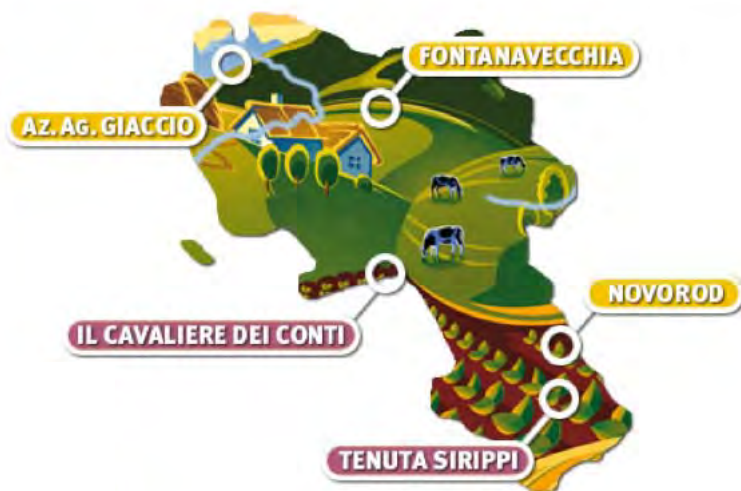 FONTANAVECCHIA
AZ. AG. GIACCIO
NOVOROD
IL CAVALIERE DEI CONTI
TENUTA SIRIPPI